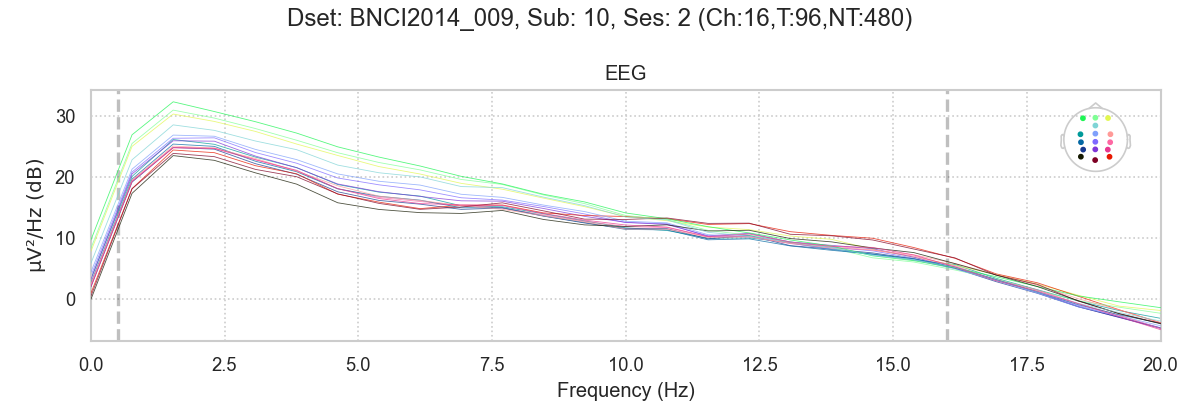 Dset: BNCI2014_009, Sub: 10, Ses: 2 (Ch:16,T:96,NT:480)
EEG
µV²/Hz (dB)
30
20
10
0
0.0 2.5 5.0 7.5 10.0 12.5 15.0 17.5 20.0
Frequency (Hz)